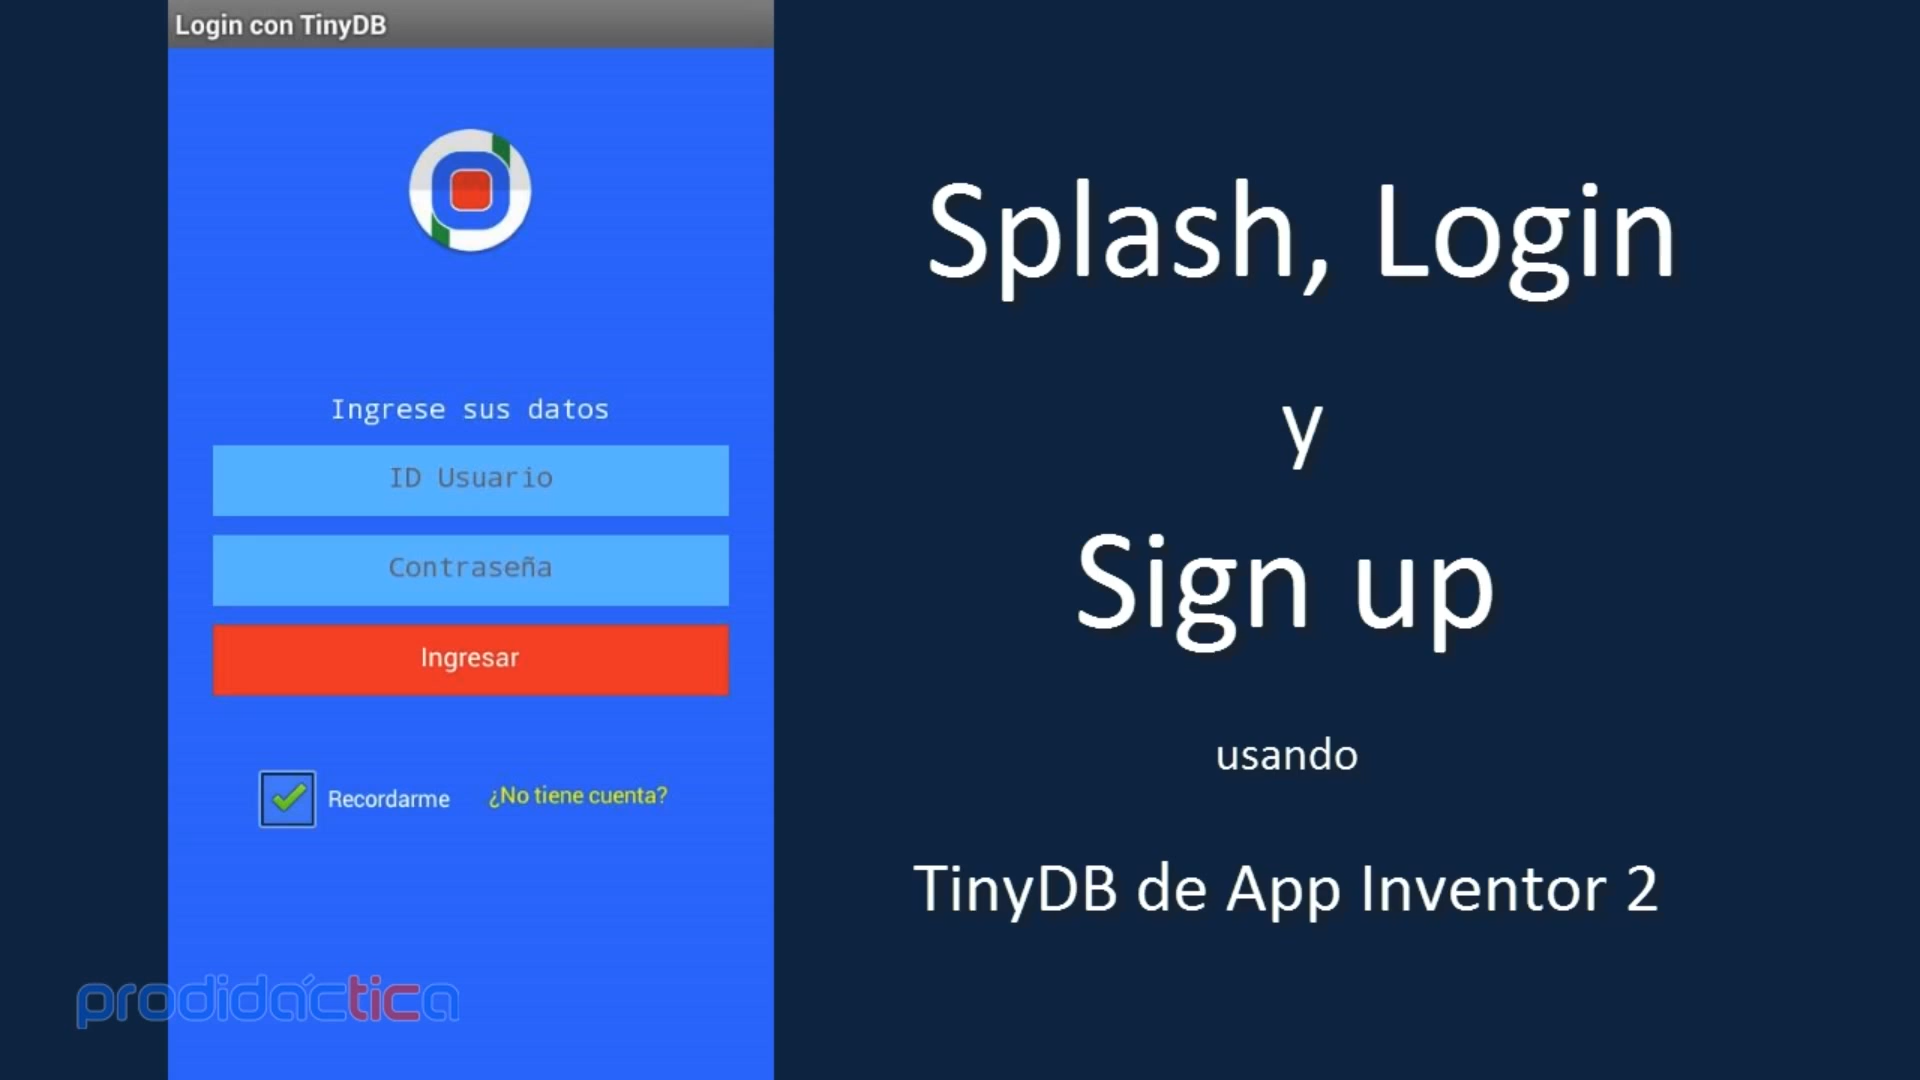 Login con TinyDB
Ingrese sus datos
ID Usuario
Contraseña
Ingresar
Recordarme
¿No tiene cuenta?
Splash, Login
y
Sign up
usando
TinyDB de App Inventor 2
prodidáctica